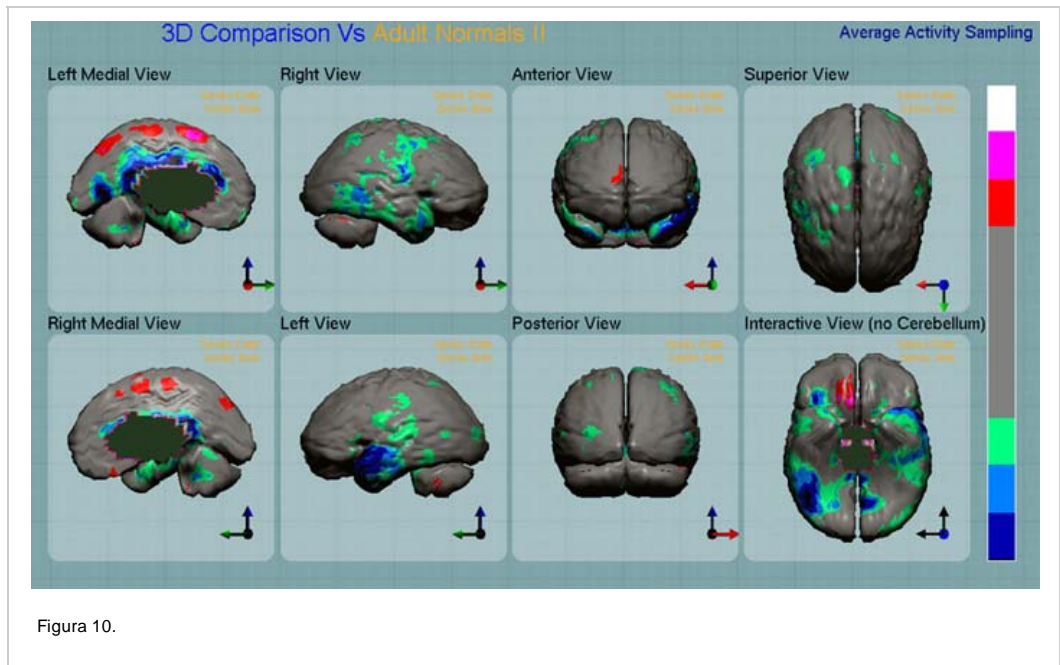 3D Comparison Vs Adult Normals II
Average Activity Sampling
Left Medial View
Right View
Anterior View
Superior View
Right Medial View
Left View
Posterior View
Interactive View (no Cerebellum)
Figura 10.